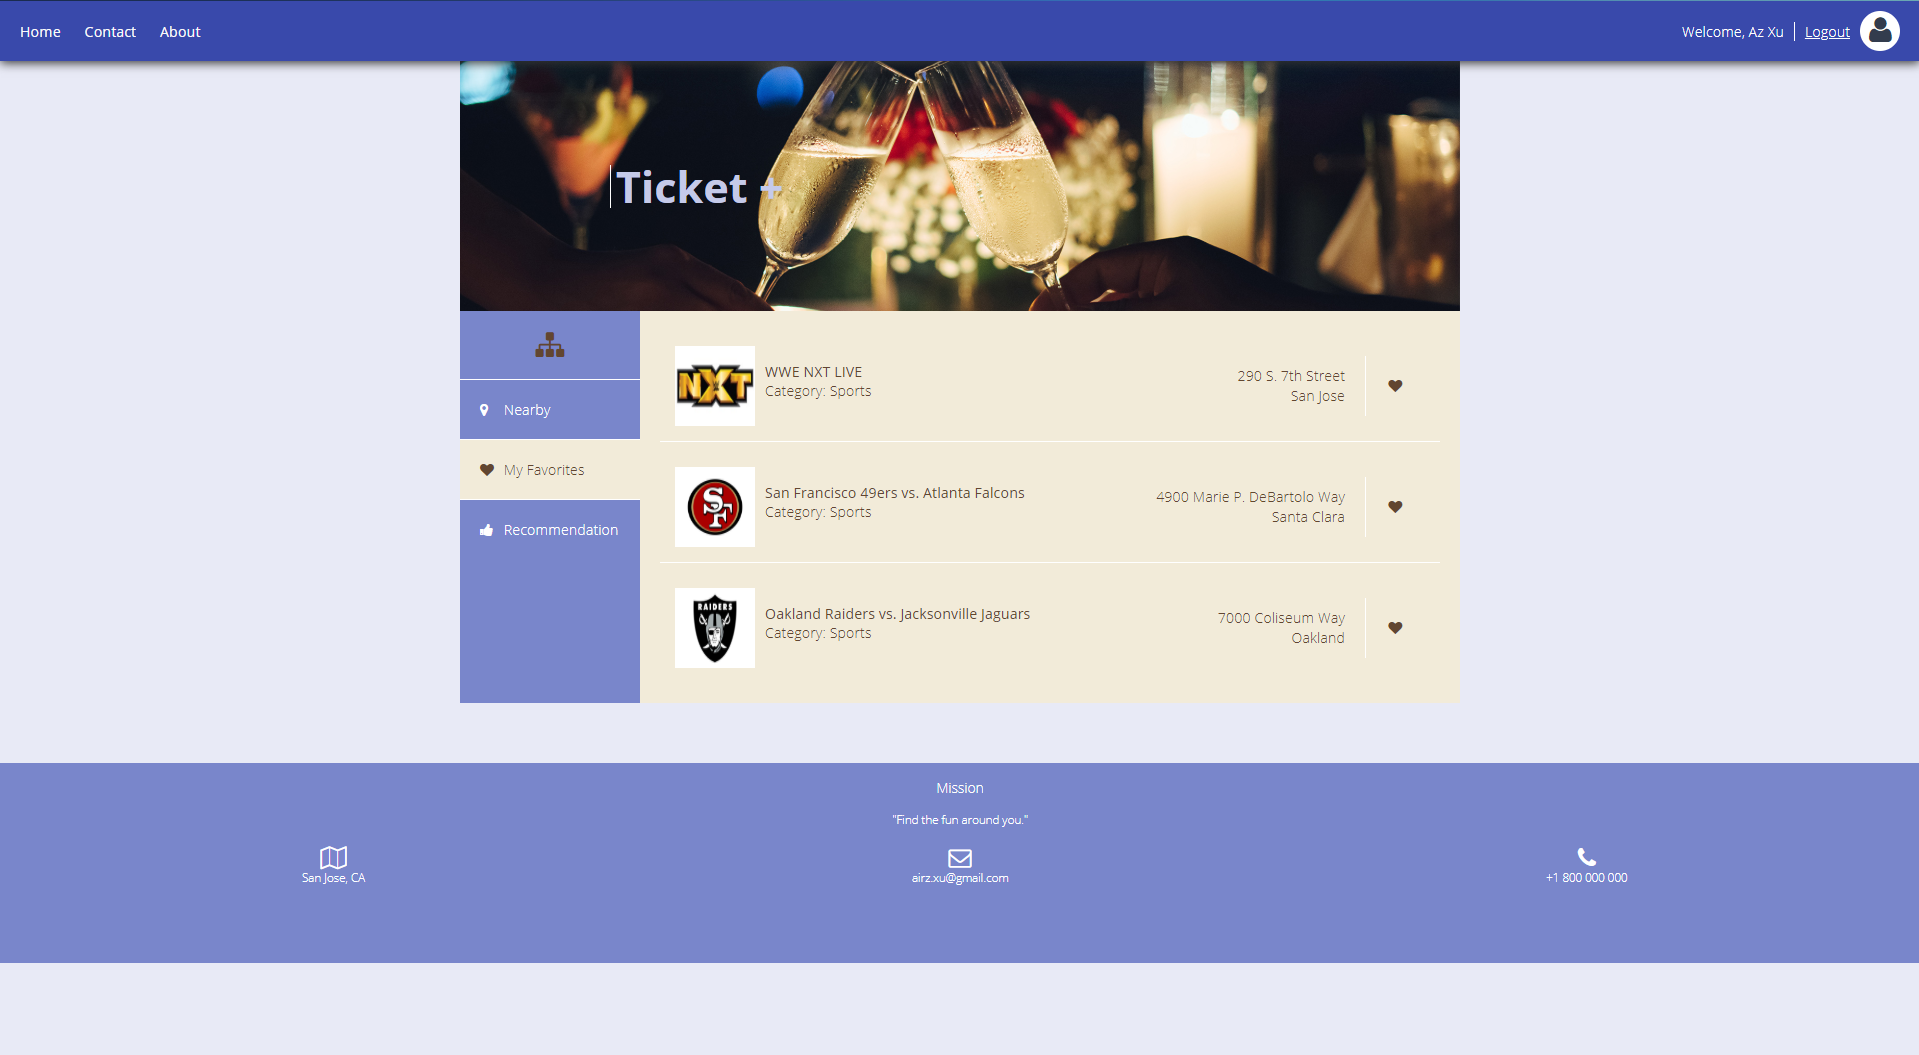 Home
Contact
About
Welcome, Az Xu
Logout
Ticket +
Nearby
My Favorites
Recommendation
NXT
WWE NXT LIVE
Category: Sports
290 S. 7th Street
San Jose
SF
San Francisco 49ers vs. Atlanta Falcons
Category: Sports
4900 Marie P. DeBartolo Way
Santa Clara
RAIDERS
Oakland Raiders vs. Jacksonville Jaguars
Category: Sports
7000 Coliseum Way
Oakland
Mission
"Find the fun around you."
San Jose, CA
airz.xu@gmail.com
+1 800 000 000